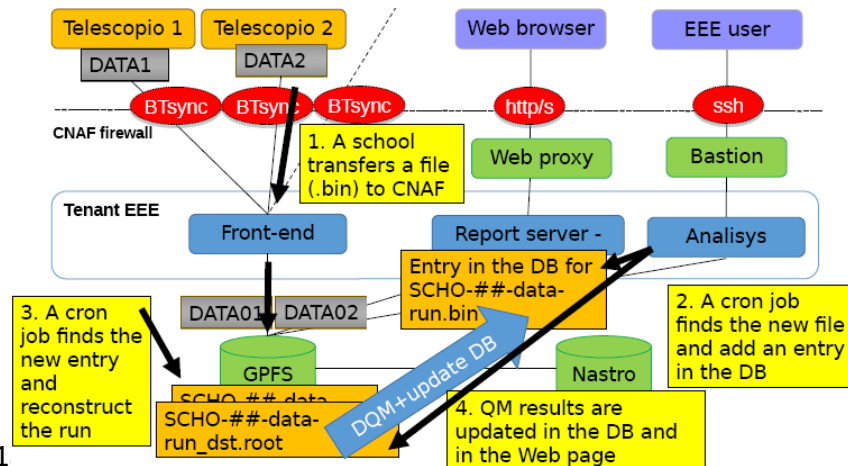 Telescopio 1
Telescopio 2
Web browser
EEE user
DATA1
DATA2
BTsync
BTsync
BTsync
http/s
ssh
CNAF firewall
1. A school
transfers a file
(.bin) to CNAF
Web proxy
Bastion
Tenant EEE
Front-end
Report server -
Analisys
Entry in the DB for
SCHO-##-data-
run.bin
3. A cron
job finds the
new entry
and
reconstruct
the run
DATA01
DATA02
2. A cron job
finds the new file
and add an entry
in the DB
GPFS
Nastro
DQM+update DB
SCHO-##-data-
SCHO-##-data-
run_dst.root
4. QM results are
updated in the DB and
in the Web page
1